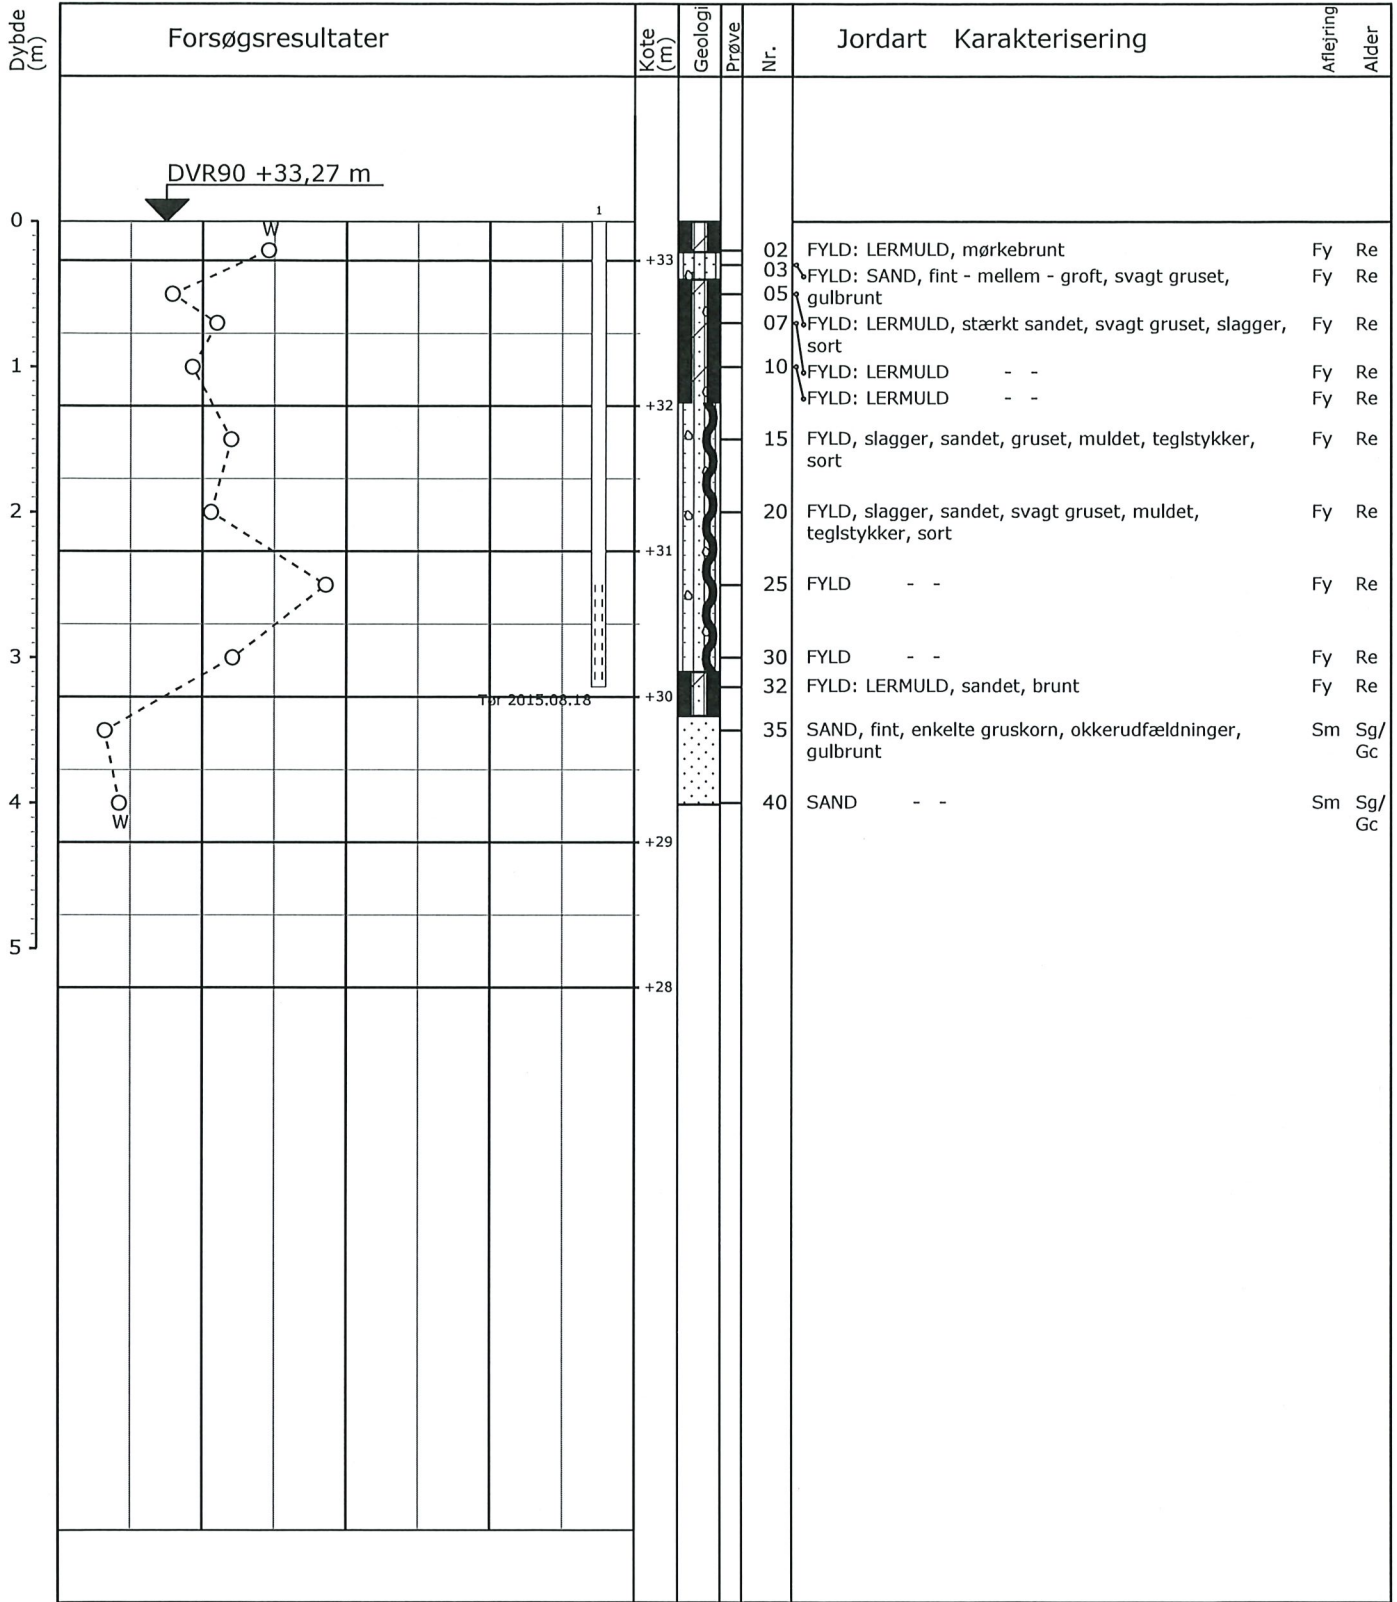 Dybde
(m)
Forsøgsresultater
Kote
(m)
Geologi
Prøve
Nr.
Jordart Karakterisering
Aflejring
Alder
DVR90 +33,27 m
0
W
1
02 FYLD: LERMULD, mørkebrunt Fy Re
+33
03 FYLD: SAND, fint - mellem - groft, svagt gruset, Fy Re
gulbrunt
05
07 FYLD: LERMULD, stærkt sandet, svagt gruset, slagger, Fy Re
sort
1
10 FYLD: LERMULD - - Fy Re
FYLD: LERMULD - - Fy Re
+32
15 FYLD, slagger, sandet, gruset, muldet, teglstykker, Fy Re
sort
2
20 FYLD, slagger, sandet, svagt gruset, muldet, Fy Re
teglstykker, sort
+31
25 FYLD - - Fy Re
3
30 FYLD - - Fy Re
32 FYLD: LERMULD, sandet, brunt Fy Re
+30
Tør 2015.08.18
35 SAND, fint, enkelte gruskorn, okkerudfældninger, Sm Sg/
gulbrunt Gc
4
40 SAND - - Sm Sg/
Gc
W
+29
5
+28